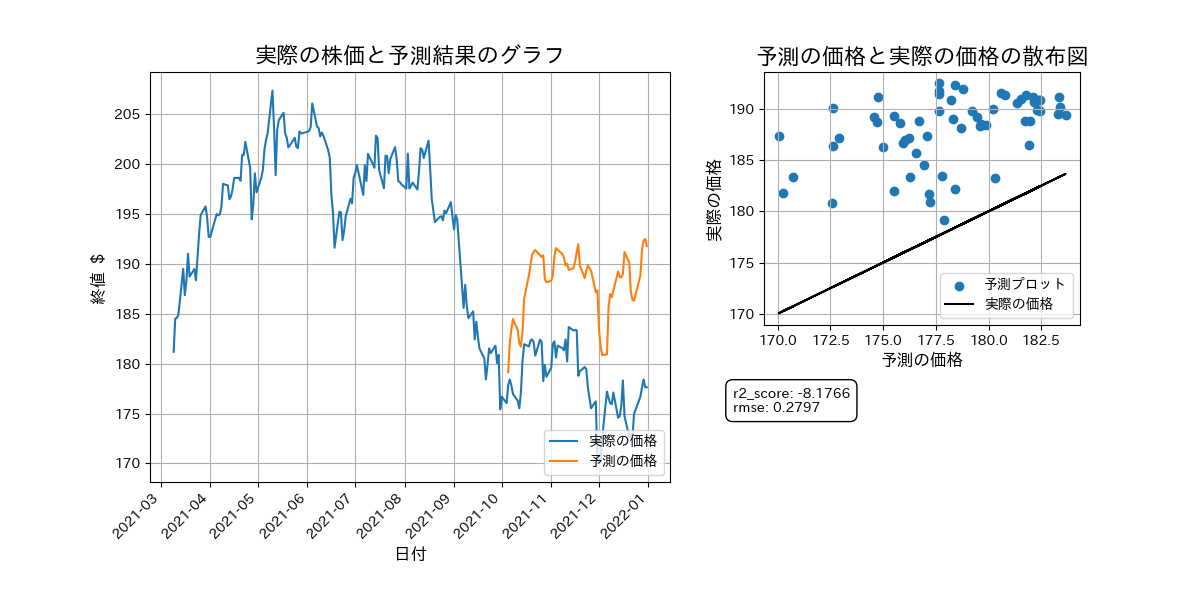 実際の株価と予測結果のグラフ
205
200
195
190
185
180
175
170
終値 $
2021-03
2021-04
2021-05
2021-06
2021-07
2021-08
2021-09
2021-10
2021-11
2021-12
2022-01
日付
実際の価格
予測の価格
予測の価格と実際の価格の散布図
190
185
180
175
170
実際の価格
170.0
172.5
175.0
177.5
180.0
182.5
予測の価格
予測プロット
実際の価格
r2_score: -8.1766
rmse: 0.2797